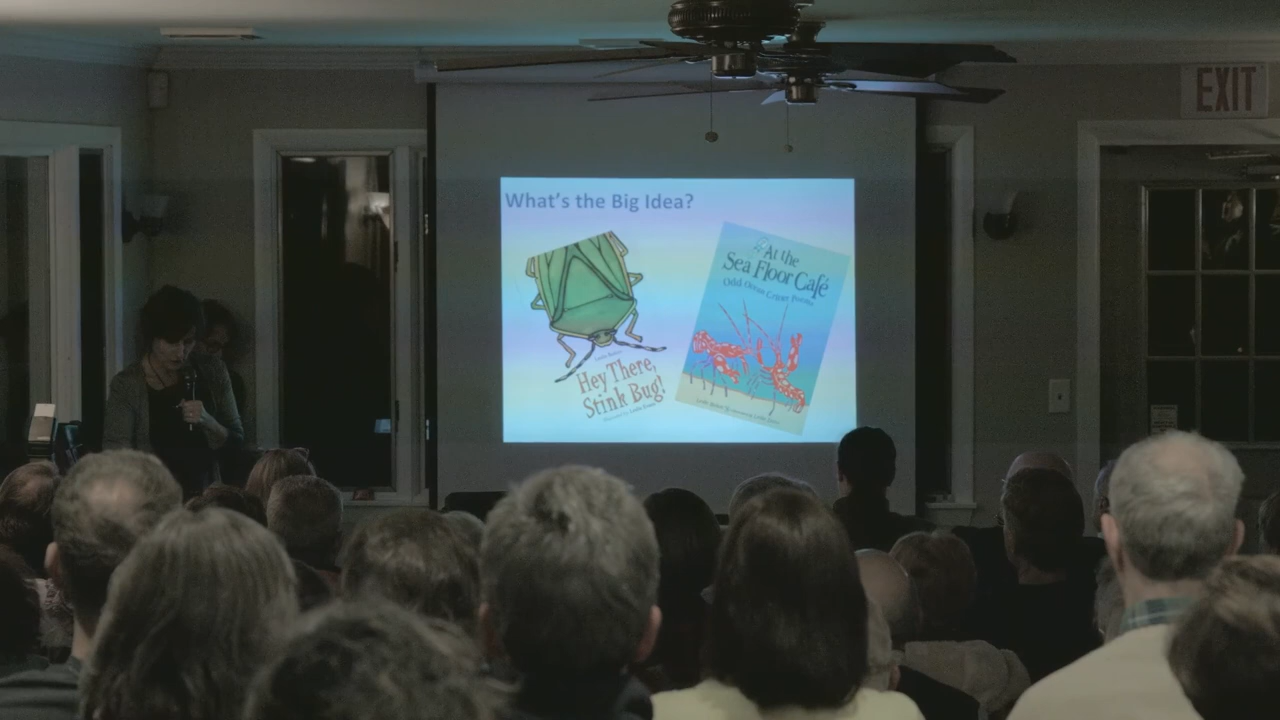 EXIT
What's the Big Idea?
Hey There,
Stink Bug!
At the
Sea Floor Café
Odd Ocean Critter Poems